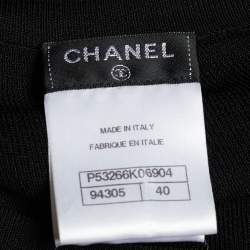 CHANEL
MADE IN ITALY
FABRIQUE EN ITALIE
P53266K06904
94305 40